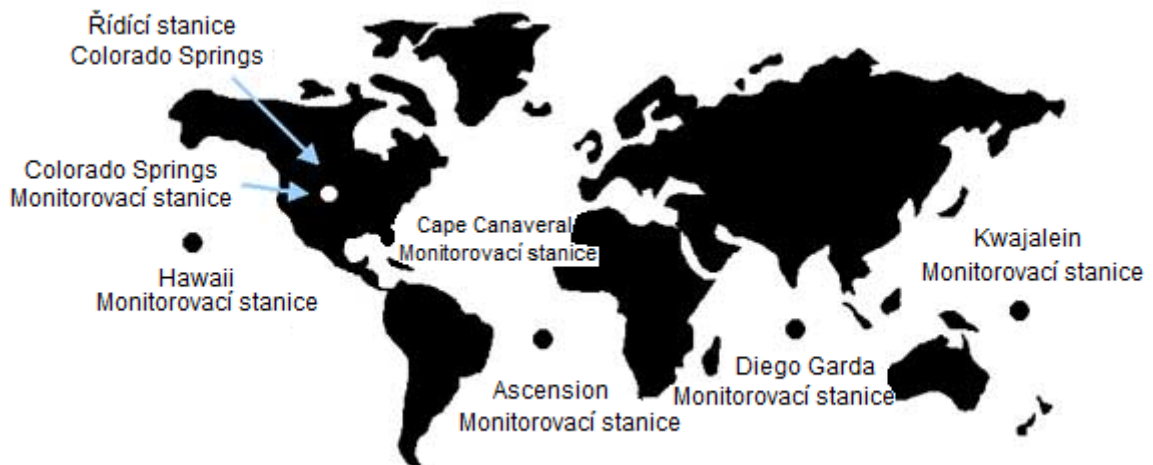 Řídící stanice
Colorado Springs
Colorado Springs
Monitorovací stanice
Cape Canaveral
Monitorovací stanice
Kwajalein
Monitorovací stanice
Hawaii
Monitorovací stanice
Ascension
Monitorovací stanice
Diego Garda
Monitorovací stanice